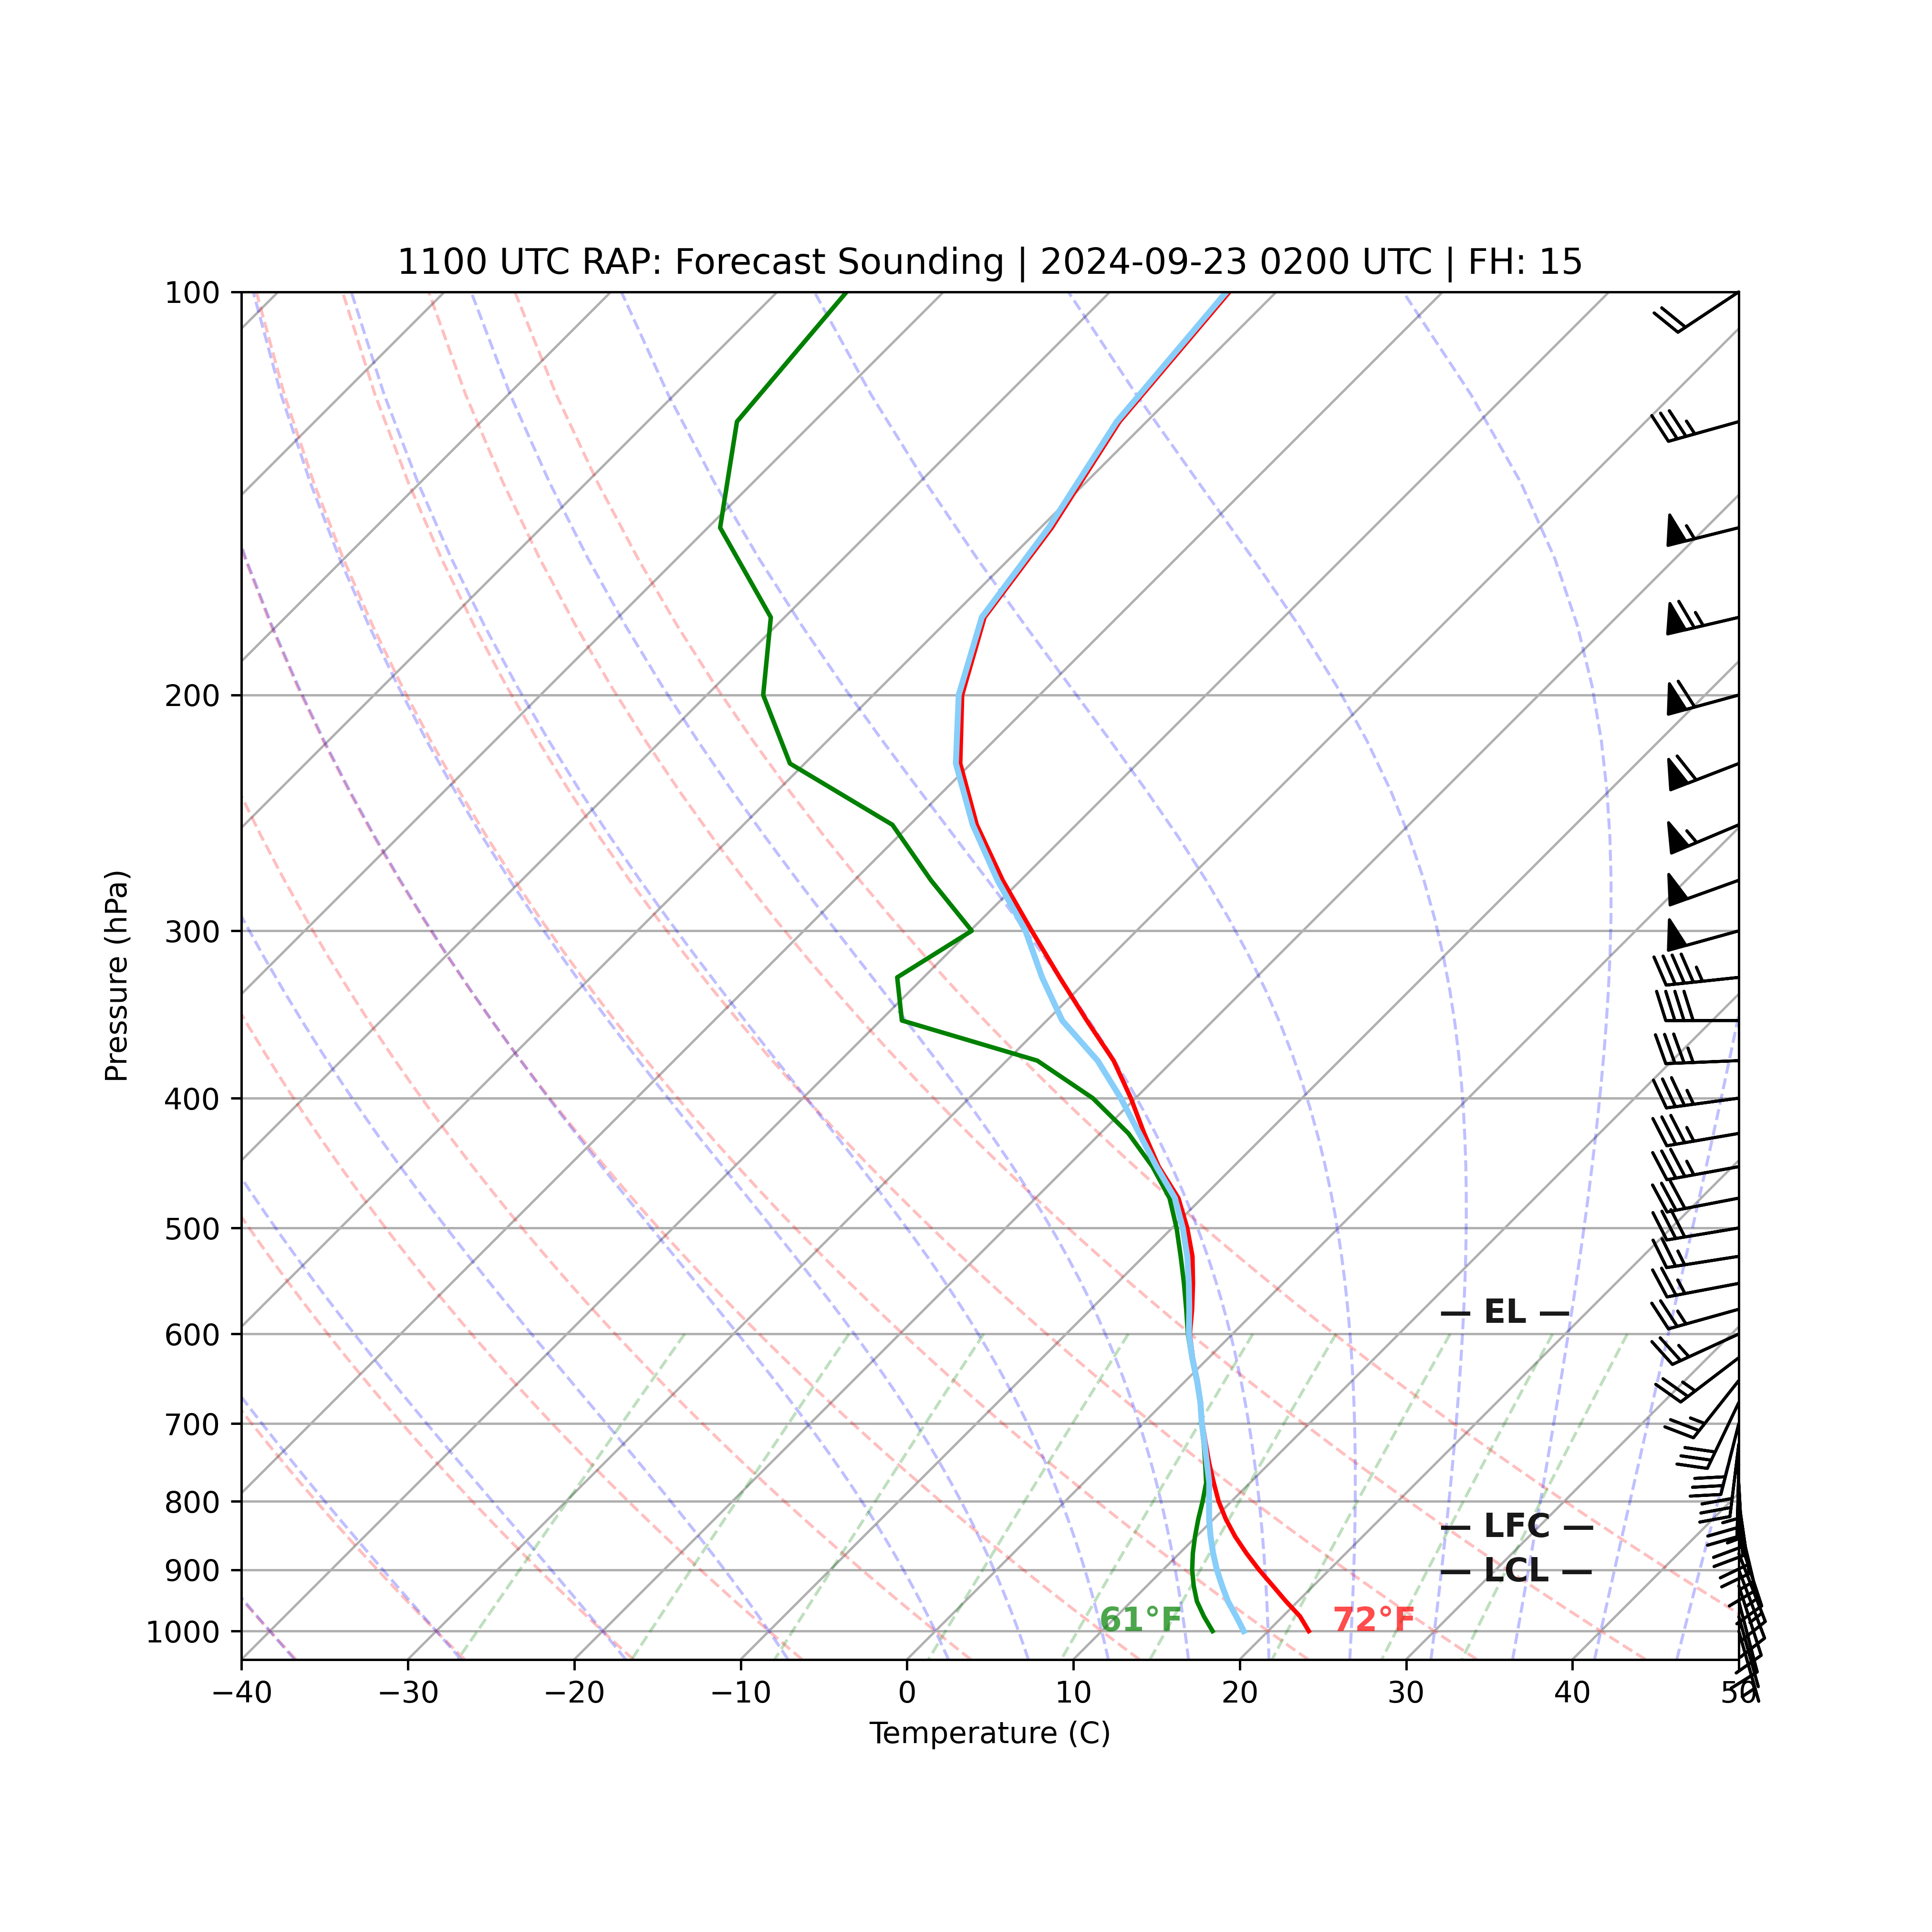 1100 UTC RAP: Forecast Sounding | 2024-09-23 0200 UTC | FH: 15
100
200
300
400
500
600
700
800
900
1000
Pressure (hPa)
— EL —
— LFC —
— LCL —
61°F
72°F
−40 −30 −20 −10 0 10 20 30 40 50
Temperature (C)